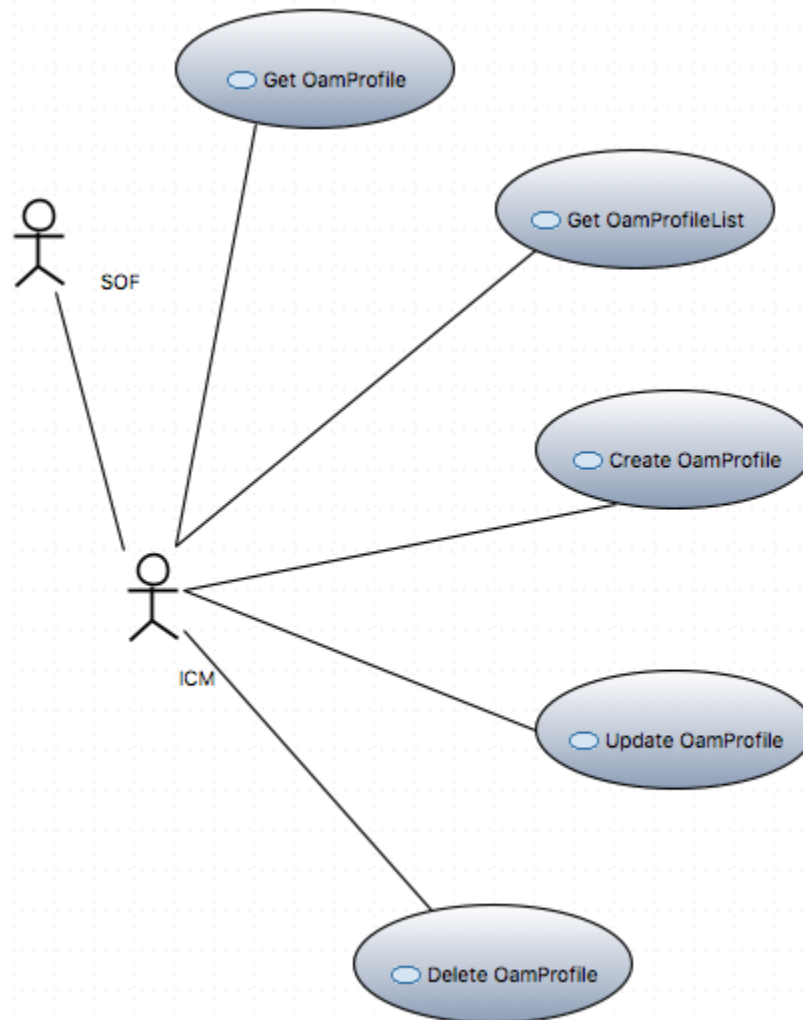 Get OamProfile
Get OamProfileList
SOF
Create OamProfile
ICM
Update OamProfile
Delete OamProfile